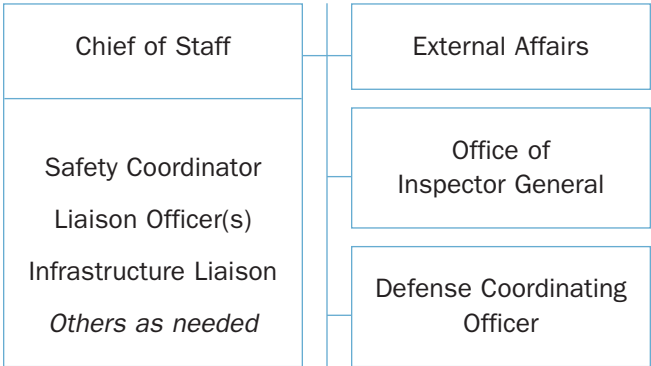 Chief of Staff
Safety Coordinator
Liaison Officer(s)
Infrastructure Liaison
Others as needed
External Affairs
Office of
Inspector General
Defense Coordinating
Officer